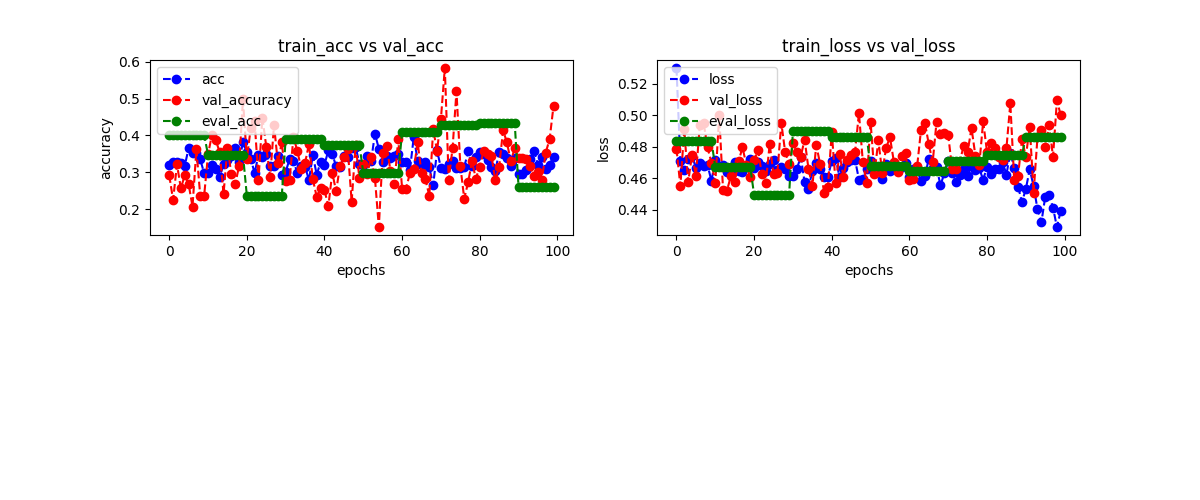 train_acc vs val_acc
accuracy
0.6
0.5
0.4
0.3
0.2
acc
val_accuracy
eval_acc
0 20 40 60 80 100
epochs
train_loss vs val_loss
loss
0.52
0.50
0.48
0.46
0.44
loss
val_loss
eval_loss
0 20 40 60 80 100
epochs